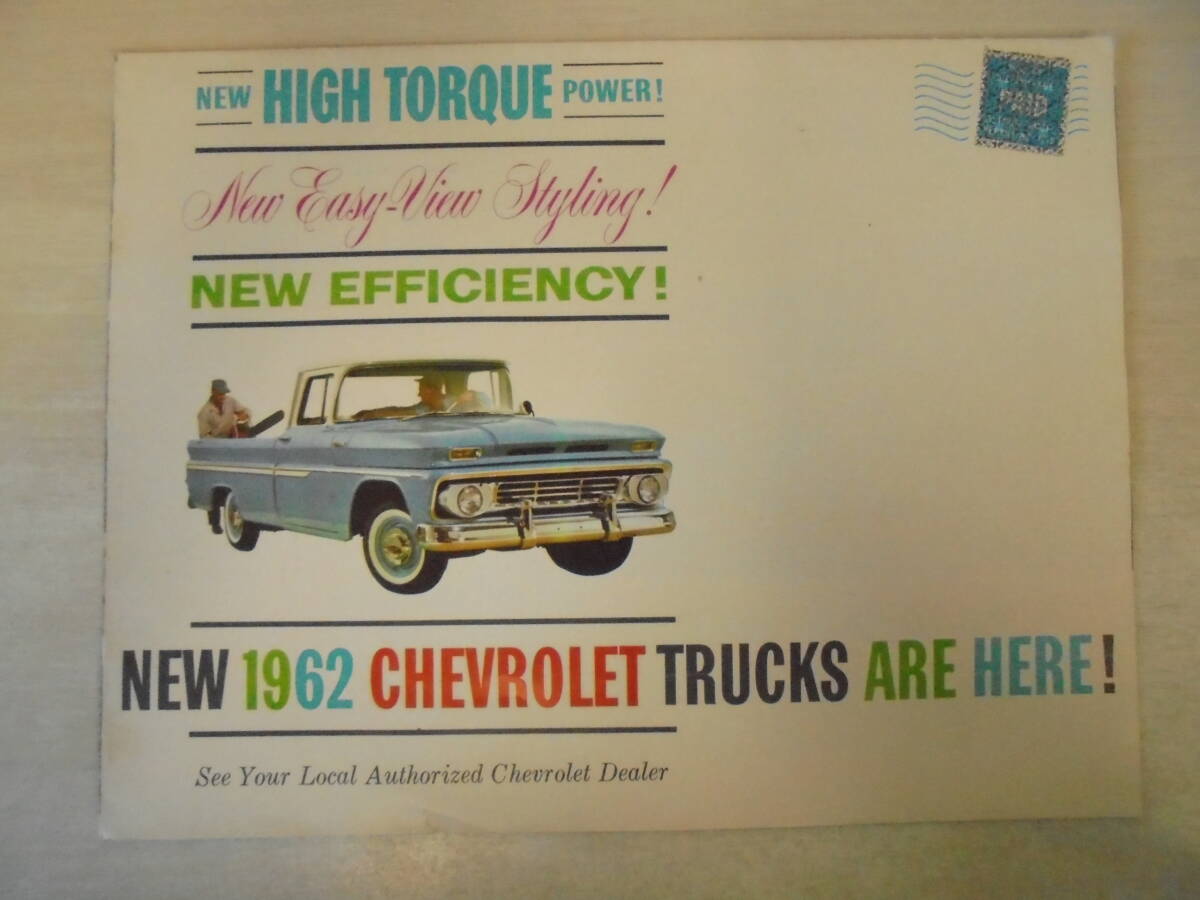 NEW HIGH TORQUE POWER!
New Easy-View Styling!
NEW EFFICIENCY!
NEW 1962 CHEVROLET TRUCKS ARE HERE!
See Your Local Authorized Chevrolet Dealer
PAID